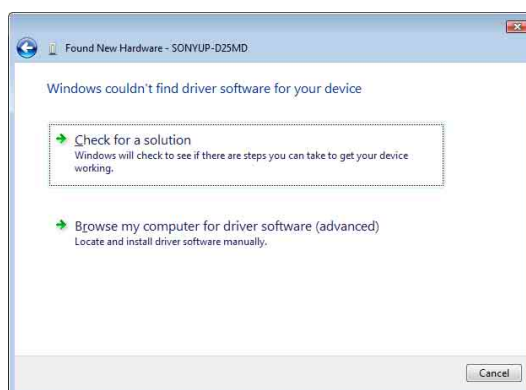 Found New Hardware - SONYUP-D25MD
Windows couldn't find driver software for your device
Check for a solution
Windows will check to see if there are steps you can take to get your device
working.
Browse my computer for driver software (advanced)
Locate and install driver software manually.
Cancel